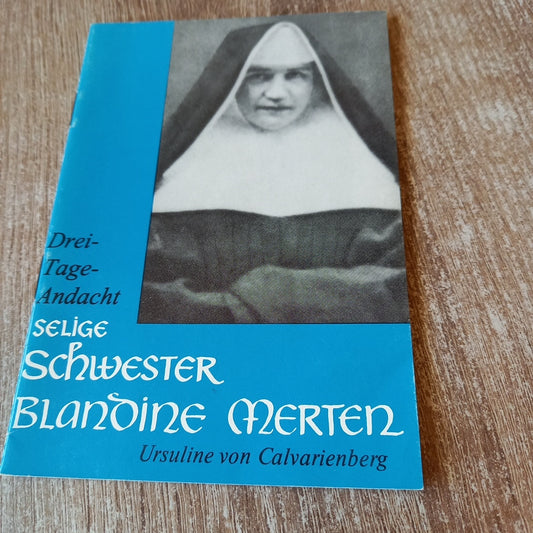 Drei-
Tage-
Andacht
SELIGE
SCHWESTER
BLANDINE MERTEN
Ursuline von Calvarienberg